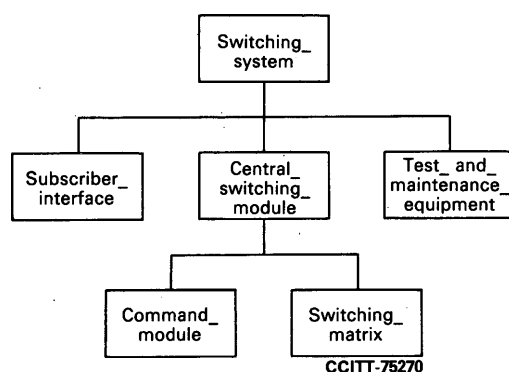 Switching_
system
Subscriber_
interface
Central_
switching_
module
Test_ and_
maintenance_
equipment
Command_
module
Switching_
matrix
CCITT-75270